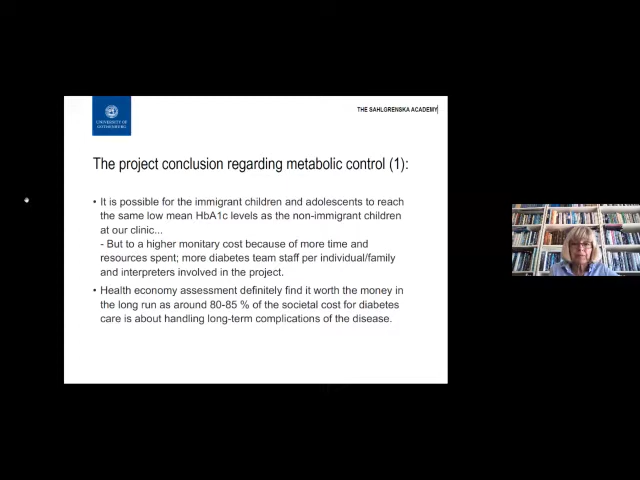 UNIVERSITY OF
GOTHENBURG
THE SAHLGRENSKA ACADEMY
The project conclusion regarding metabolic control (1):
• It is possible for the immigrant children and adolescents to reach
the same low mean HbA1c levels as the non-immigrant children
at our clinic...
- But to a higher monitary cost because of more time and
resources spent; more diabetes team staff per individual/family
and interpreters involved in the project.
• Health economy assessment definitely find it worth the money in
the long run as around 80-85 % of the societal cost for diabetes
care is about handling long-term complications of the disease.